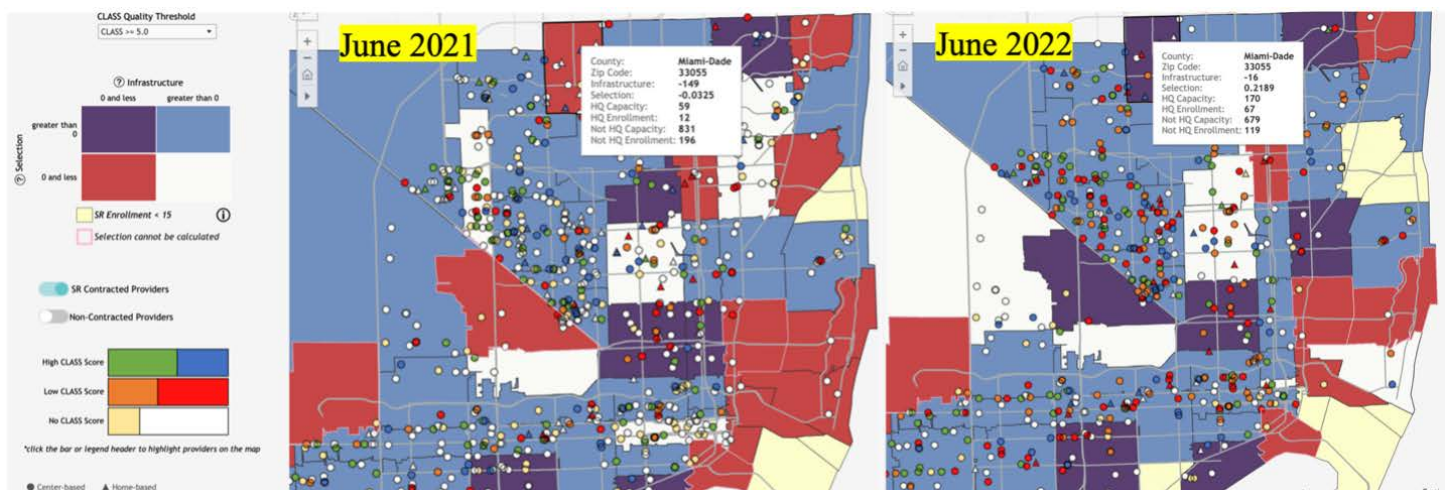 CLASS Quality Threshold
CLASS >= 5.0
? Infrastructure
0 and less
greater than 0
? Selection
greater than
0
0 and less
SR Enrollment < 15
Selection cannot be calculated
SR Contracted Providers
Non-Contracted Providers
High CLASS Score
Low CLASS Score
No CLASS Score
*click the bar or legend header to highlight providers on the map
Center-based
Home-based
June 2021
County: Miami-Dade
Zip Code: 33055
Infrastructure: -149
Selection: -0.0325
HQ Capacity: 59
HQ Enrollment: 12
Not HQ Capacity: 831
Not HQ Enrollment: 196
June 2022
County: Miami-Dade
Zip Code: 33055
Infrastructure: -16
Selection: 0.2189
HQ Capacity: 170
HQ Enrollment: 67
Not HQ Capacity: 679
Not HQ Enrollment: 119